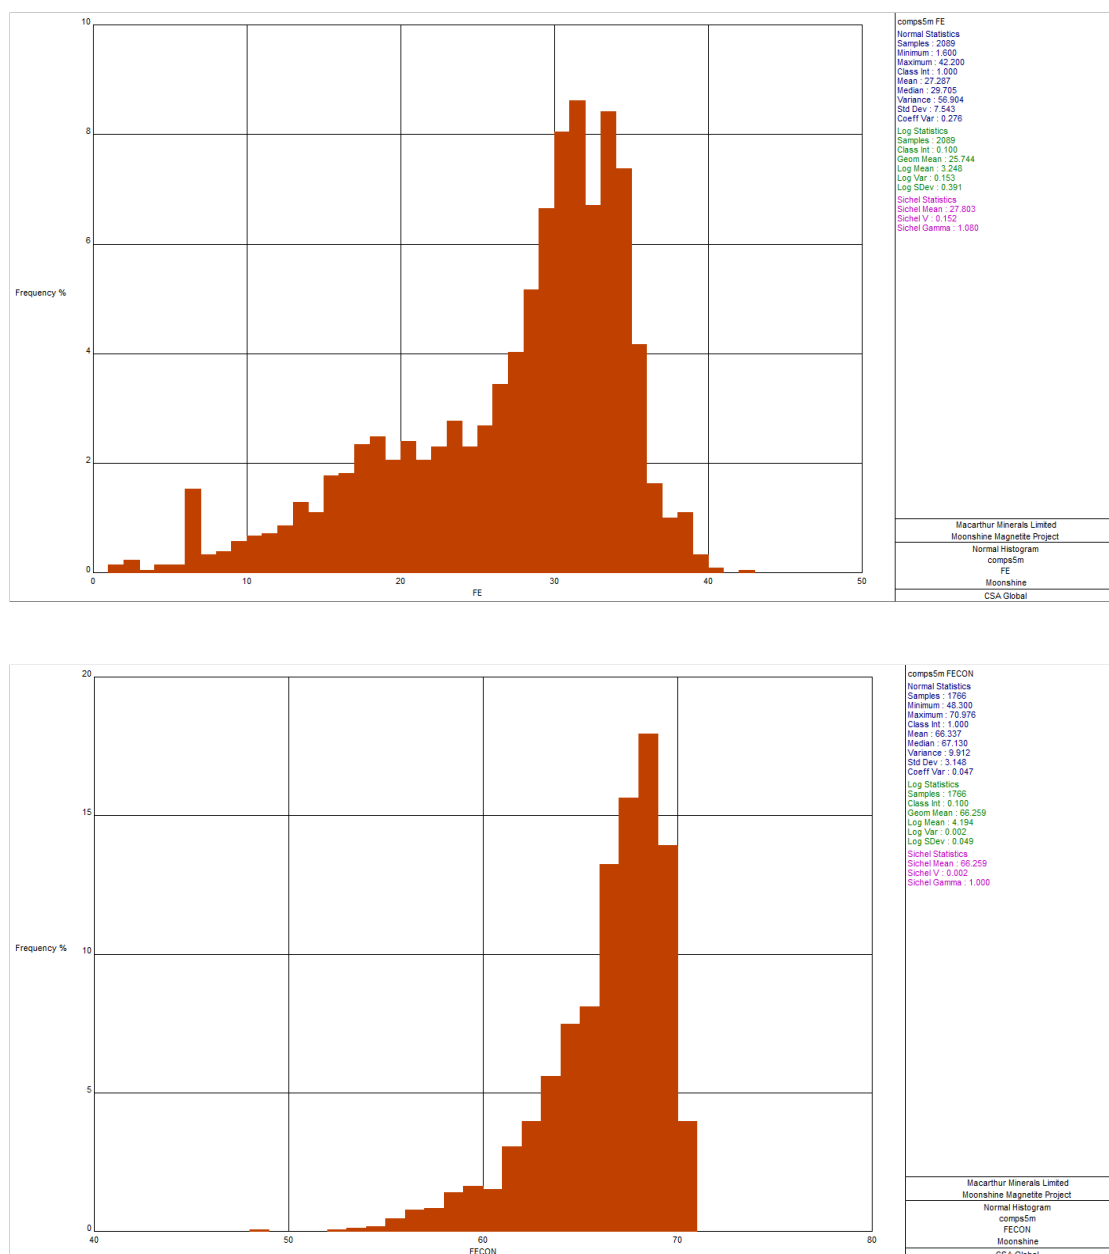 10
8
6
4
2
0
Frequency %
0
10
20
30
40
50
FE
comps5m FE
Normal Statistics
Samples : 2089
Minimum : 1.600
Maximum : 42.200
Class Int : 1.000
Mean : 27.287
Median : 29.705
Variance : 56.904
Std Dev : 7.543
Coeff Var : 0.276
Log Statistics
Samples : 2089
Class Int : 0.100
Geom Mean : 25.744
Log Mean : 3.248
Log Var : 0.153
Log SDev : 0.391
Sichel Statistics
Sichel Mean : 27.803
Sichel V : 0.152
Sichel Gamma : 1.080
Macarthur Minerals Limited
Moonshine Magnetite Project
Normal Histogram
comps5m
FE
Moonshine
CSA Global
20
15
10
5
0
Frequency %
40
50
60
70
80
FECON
comps5m FECON
Normal Statistics
Samples : 1766
Minimum : 48.300
Maximum : 70.976
Class Int : 1.000
Mean : 66.337
Median : 67.130
Variance : 9.912
Std Dev : 3.148
Coeff Var : 0.047
Log Statistics
Samples : 1766
Class Int : 0.100
Geom Mean : 66.259
Log Mean : 4.194
Log Var : 0.002
Log SDev : 0.049
Sichel Statistics
Sichel Mean : 66.259
Sichel V : 0.002
Sichel Gamma : 1.000
Macarthur Minerals Limited
Moonshine Magnetite Project
Normal Histogram
comps5m
FECON
Moonshine
CSA Global